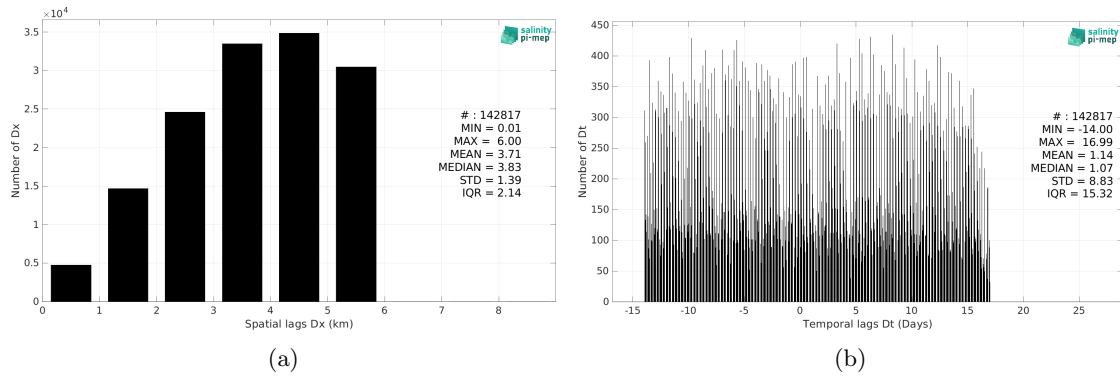 ×10⁴
3.5
3
2.5
2
1.5
1
0.5
0
0 1 2 3 4 5 6 7 8
Number of Dx
Spatial lags Dx (km)
salinity
pi-mep
# : 142817
MIN = 0.01
MAX = 6.00
MEAN = 3.71
MEDIAN = 3.83
STD = 1.39
IQR = 2.14
(a)
450
400
350
300
250
200
150
100
50
0
-15 -10 -5 0 5 10 15 20 25
Number of Dt
Temporal lags Dt (Days)
salinity
pi-mep
# : 142817
MIN = -14.00
MAX = 16.99
MEAN = 1.14
MEDIAN = 1.07
STD = 8.83
IQR = 15.32
(b)